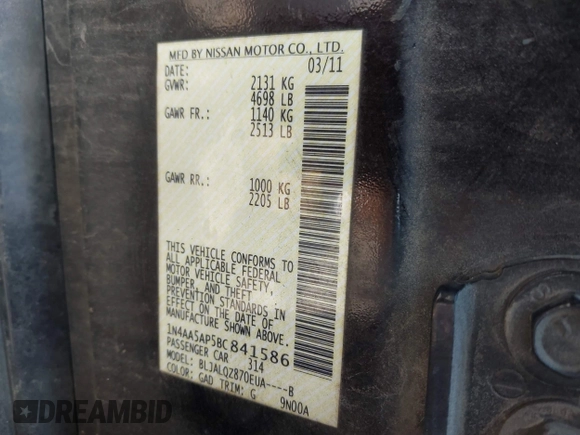 MFD BY NISSAN MOTOR CO., LTD.
DATE: 03/11
GVWR: 2131 KG
4698 LB
GAWR FR.: 1140 KG
2513 LB
GAWR RR.: 1000 KG
2205 LB
THIS VEHICLE CONFORMS TO
ALL APPLICABLE FEDERAL
MOTOR VEHICLE SAFETY,
BUMPER, AND THEFT
PREVENTION STANDARDS IN
EFFECT ON THE DATE OF
MANUFACTURE SHOWN ABOVE.
1N4AA5AP5BC841586
PASSENGER CAR 314
MODEL: BLJALQZ870EUA----B
COLOR: GAD TRIM: G 9N00A
DREAMBID